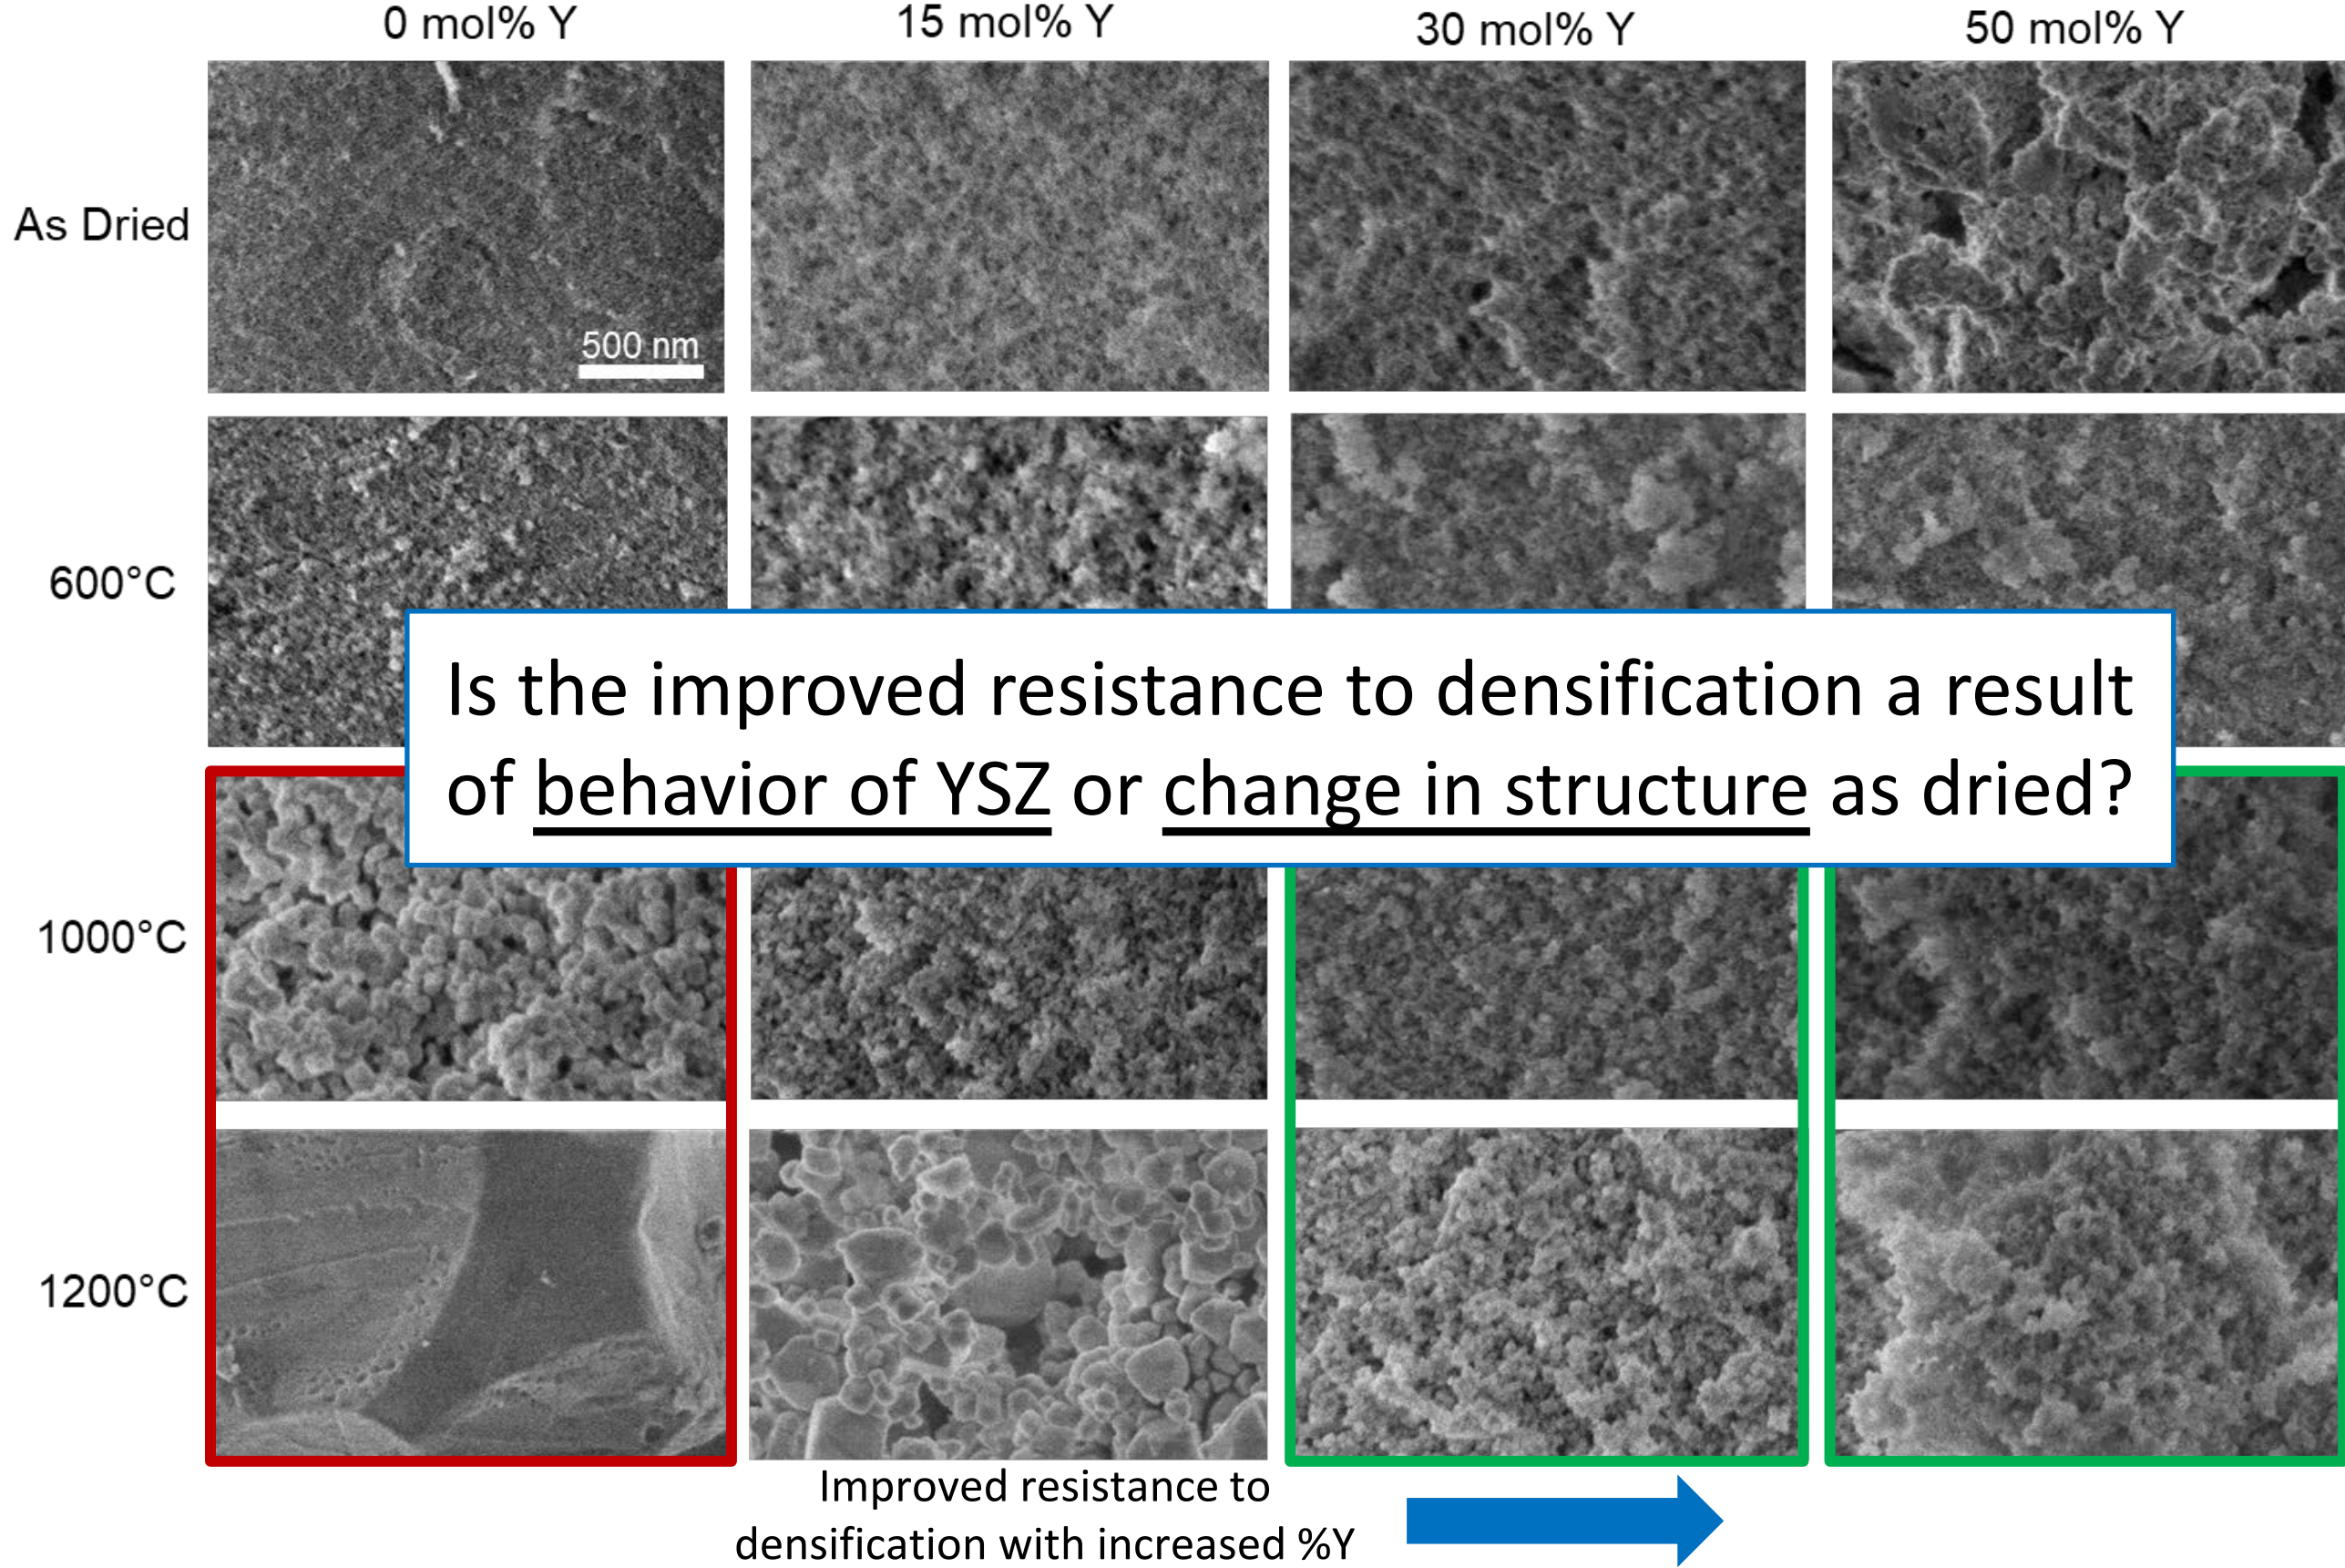 0 mol% Y
15 mol% Y
30 mol% Y
50 mol% Y
As Dried
500 nm
600°C
Is the improved resistance to densification a result
of behavior of YSZ or change in structure as dried?
1000°C
1200°C
Improved resistance to
densification with increased %Y